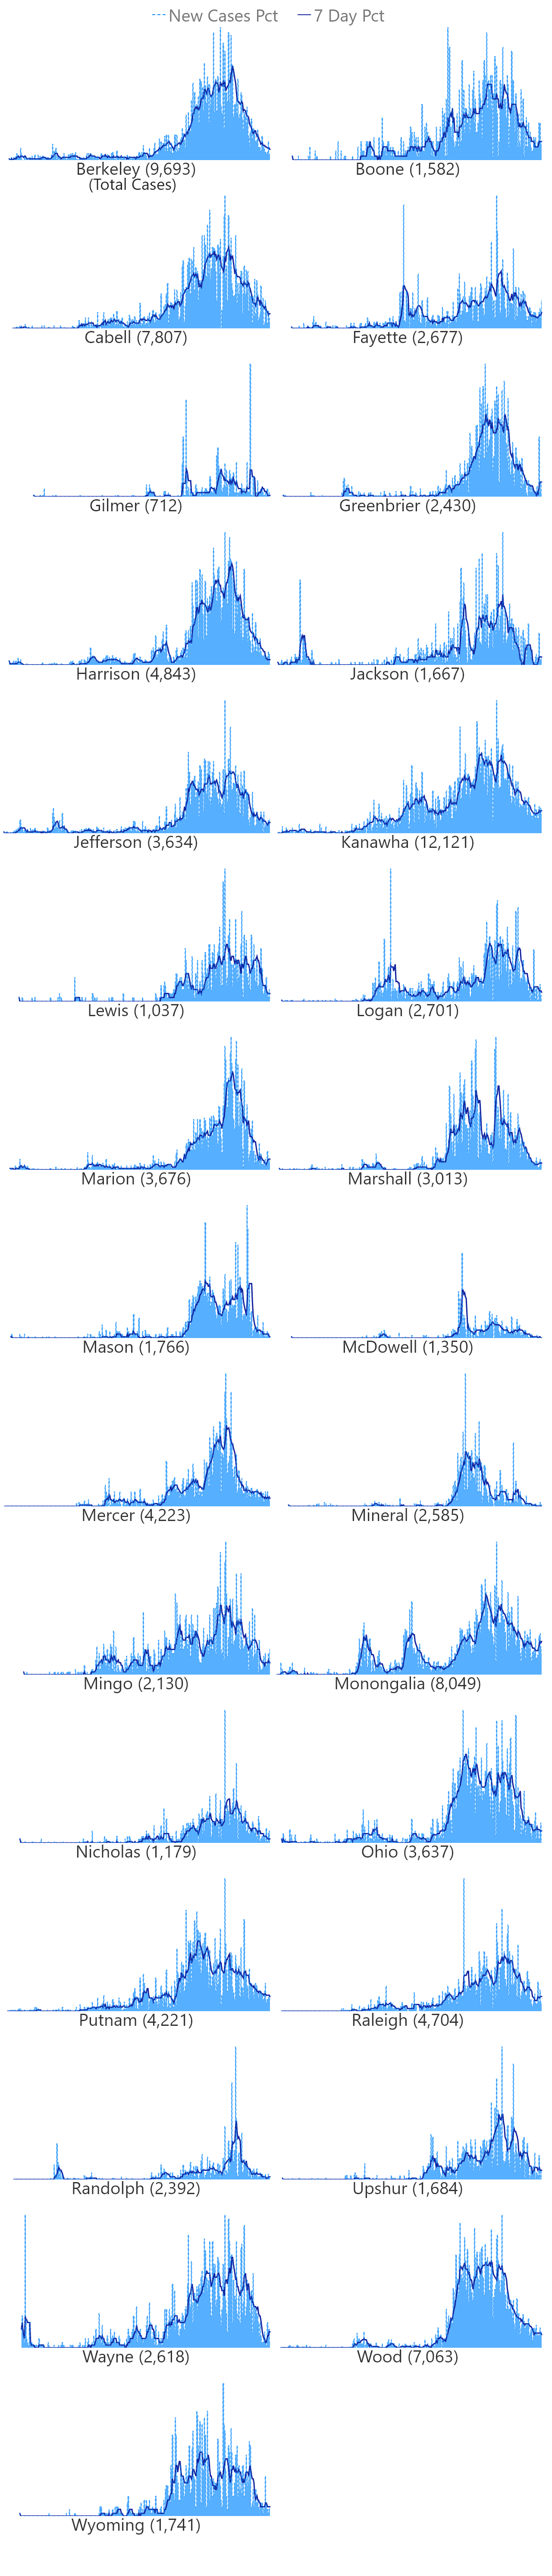 New Cases Pct 7 Day Pct
Berkeley (9,693) Boone (1,582)
(Total Cases)
Cabell (7,807) Fayette (2,677)
Gilmer (712) Greenbrier (2,430)
Harrison (4,843) Jackson (1,667)
Jefferson (3,634) Kanawha (12,121)
Lewis (1,037) Logan (2,701)
Marion (3,676) Marshall (3,013)
Mason (1,766) McDowell (1,350)
Mercer (4,223) Mineral (2,585)
Mingo (2,130) Monongalia (8,049)
Nicholas (1,179) Ohio (3,637)
Putnam (4,221) Raleigh (4,704)
Randolph (2,392) Upshur (1,684)
Wayne (2,618) Wood (7,063)
Wyoming (1,741)